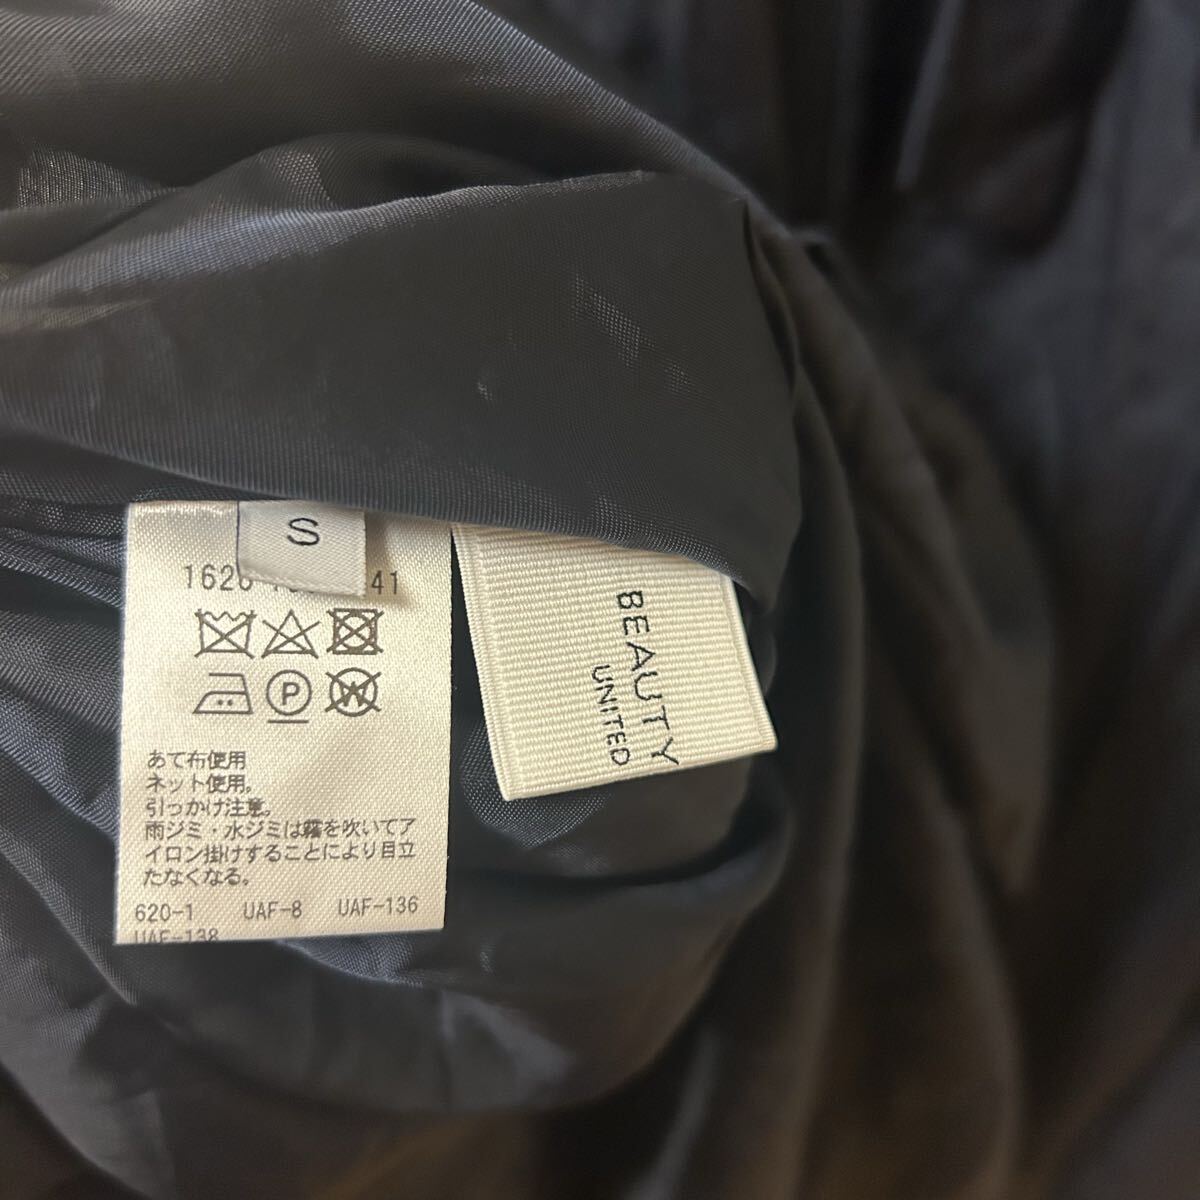 S
41
P
W
あて布使用
ネット使用。
引っかけ注意。
雨ジミ・水ジミは霧を吹いてア
イロン掛けすることにより目立
たなくなる。
620-1 UAF-8 UAF-136
UAF-138
BEAUTY
UNITED